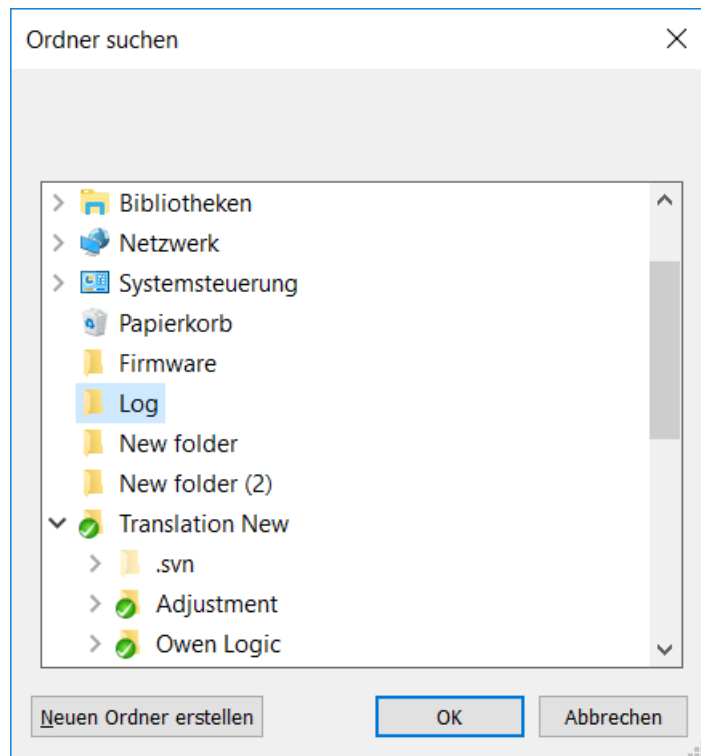 Ordner suchen
Bibliotheken
Netzwerk
Systemsteuerung
Papierkorb
Firmware
Log
New folder
New folder (2)
Translation New
.svn
Adjustment
Owen Logic
Neuen Ordner erstellen
OK
Abbrechen